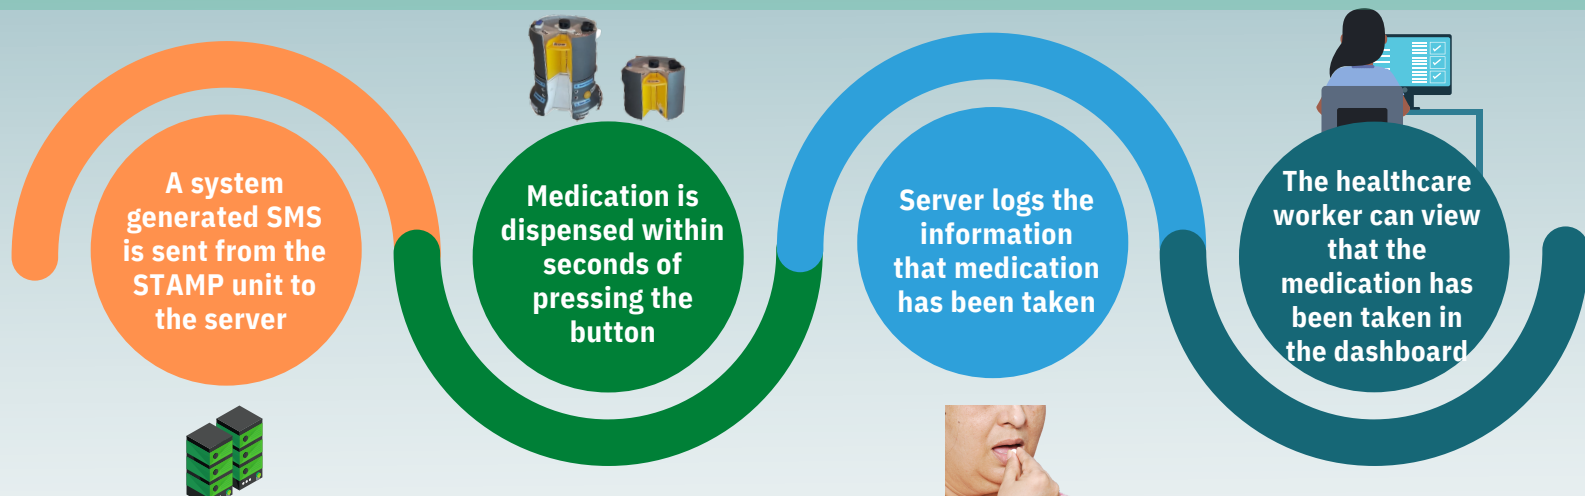 A system
generated SMS
is sent from the
STAMP unit to
the server
Medication is
dispensed within
seconds of
pressing the
button
Server logs the
information
that medication
has been taken
The healthcare
worker can view
that the
medication has
been taken in
the dashboard